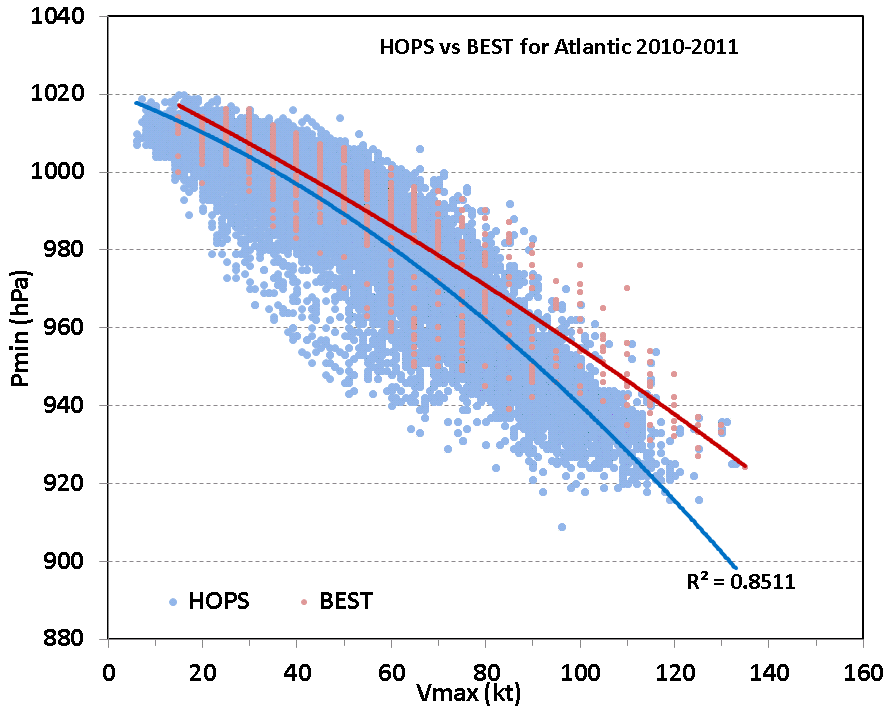 HOPS vs BEST for Atlantic 2010-2011
1040
1020
1000
980
960
940
920
900
880
Pmin (hPa)
R² = 0.8511
HOPS BEST
0 20 40 60 80 100 120 140 160
Vmax (kt)